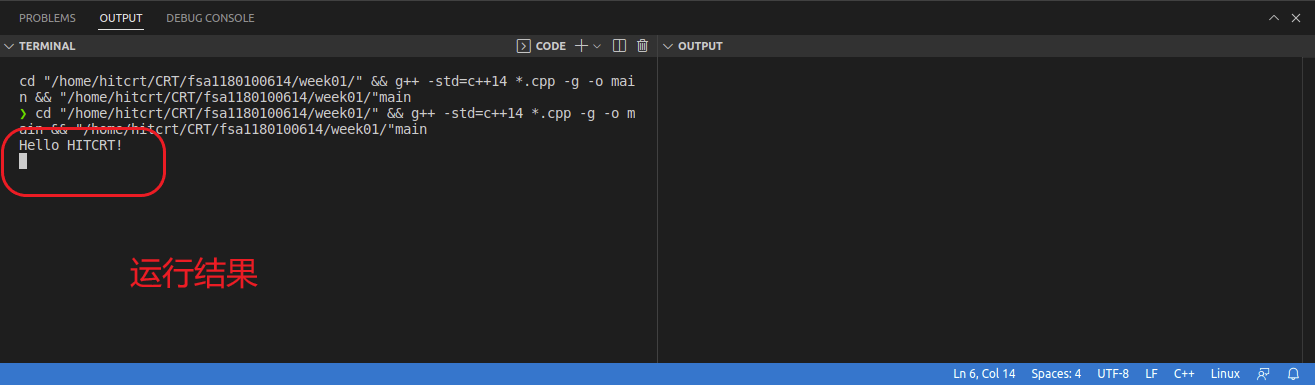 PROBLEMS OUTPUT DEBUG CONSOLE
TERMINAL CODE OUTPUT
cd "/home/hitcrt/CRT/fsa1180100614/week01/" && g++ -std=c++14 *.cpp -g -o mai
n && "/home/hitcrt/CRT/fsa1180100614/week01/"main
❯ cd "/home/hitcrt/CRT/fsa1180100614/week01/" && g++ -std=c++14 *.cpp -g -o m
ain && "/home/hitcrt/CRT/fsa1180100614/week01/"main
Hello HITCRT!
运行结果
Ln 6, Col 14 Spaces: 4 UTF-8 LF C++ Linux